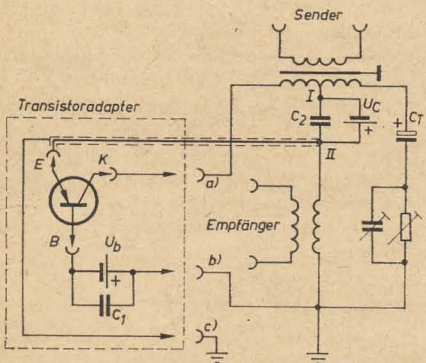 Sender
I
Transistoradapter
C2
UC
+
+
CT
E
K
II
a)
Empfänger
B
Ub
+
b)
C1
c)